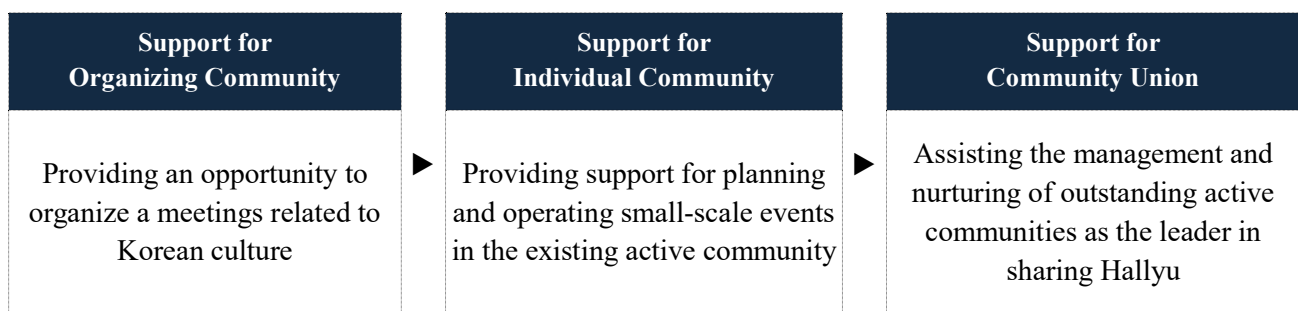 Support for
Organizing Community
Providing an opportunity to
organize a meetings related to
Korean culture
▶
Support for
Individual Community
Providing support for planning
and operating small-scale events
in the existing active community
▶
Support for
Community Union
Assisting the management and
nurturing of outstanding active
communities as the leader in
sharing Hallyu